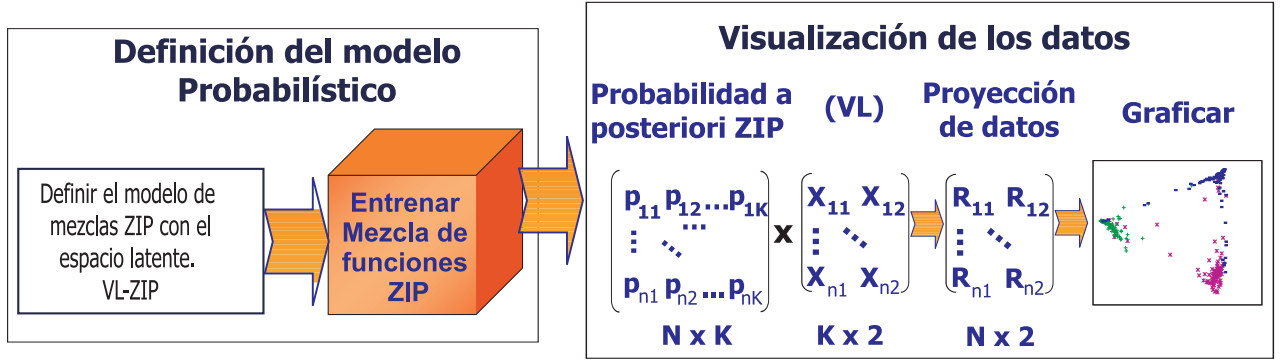 Definición del modelo
Probabilístico
Definir el modelo de
mezclas ZIP con el
espacio latente.
VL-ZIP
Entrenar
Mezcla de
funciones
ZIP
Visualización de los datos
Probabilidad a
posteriori ZIP
p11 p12 ... p1K
... ...
pn1 pn2 ... pnK
N x K
x
(VL)
X11 X12
Xn1 Xn2
K x 2
Proyección
de datos
R11 R12
Rn1 Rn2
N x 2
Graficar